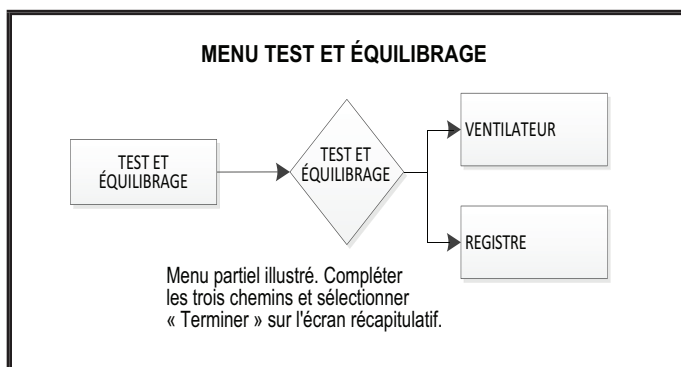 MENU TEST ET ÉQUILIBRAGE
TEST ET
ÉQUILIBRAGE
TEST ET
ÉQUILIBRAGE
VENTILATEUR
REGISTRE
Menu partiel illustré. Compléter
les trois chemins et sélectionner
« Terminer » sur l'écran récapitulatif.